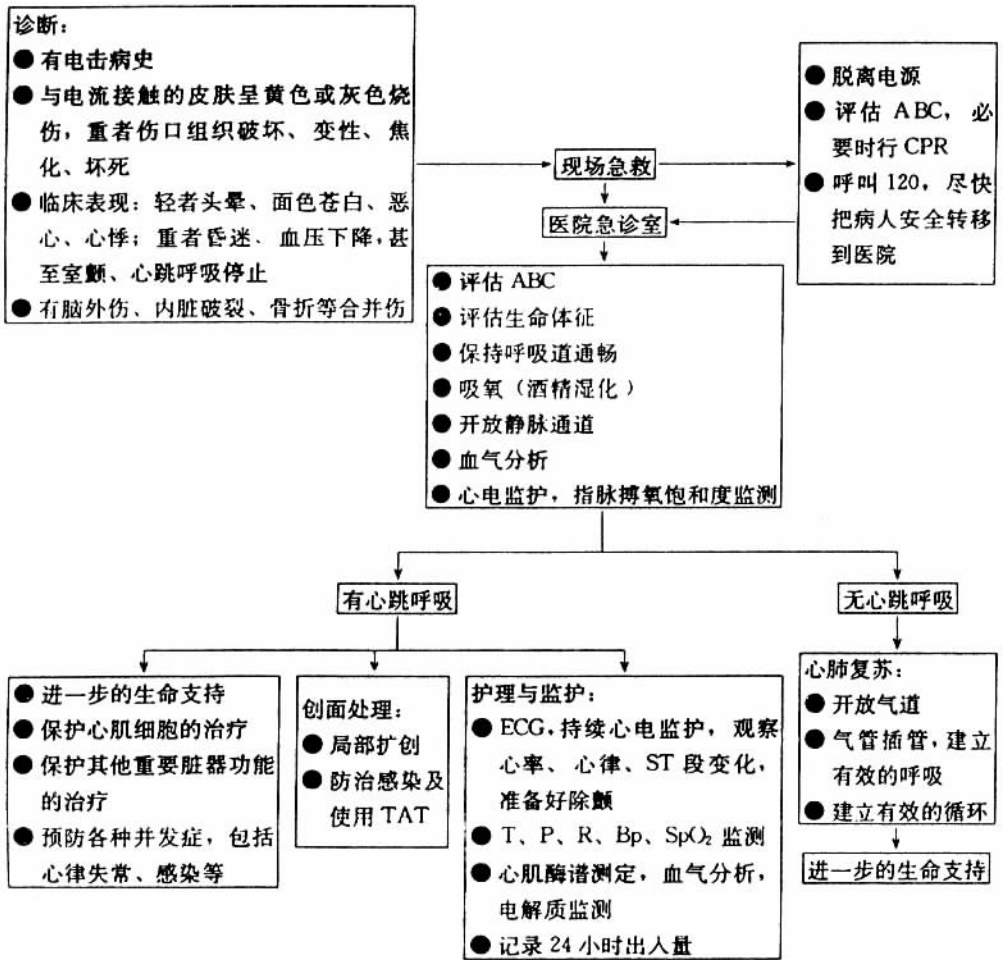 诊断：
● 有电击病史
● 与电流接触的皮肤呈黄色或灰色烧
伤，重者伤口组织破坏、变性、焦
化、坏死
● 临床表现：轻者头晕、面色苍白、恶
心、心悸；重者昏迷、血压下降，甚
至室颤、心跳呼吸停止
● 有脑外伤、内脏破裂、骨折等合并伤
现场急救
● 脱离电源
● 评估 ABC，必
要时行 CPR
● 呼叫 120，尽快
把病人安全转移
到医院
医院急诊室
● 评估 ABC
● 评估生命体征
● 保持呼吸道通畅
● 吸氧（酒精湿化）
● 开放静脉通道
● 血气分析
● 心电监护，指脉搏氧饱和度监测
有心跳呼吸
无心跳呼吸
● 进一步的生命支持
● 保护心肌细胞的治疗
● 保护其他重要脏器功能
的治疗
● 预防各种并发症，包括
心律失常、感染等
创面处理：
● 局部扩创
● 防治感染及
使用 TAT
护理与监护：
● ECG，持续心电监护，观察
心率、心律、ST 段变化，
准备好除颤
● T、P、R、Bp、SpO₂ 监测
● 心肌酶谱测定，血气分析，
电解质监测
● 记录 24 小时出入量
心肺复苏：
● 开放气道
● 气管插管，建立
有效的呼吸
● 建立有效的循环
进一步的生命支持